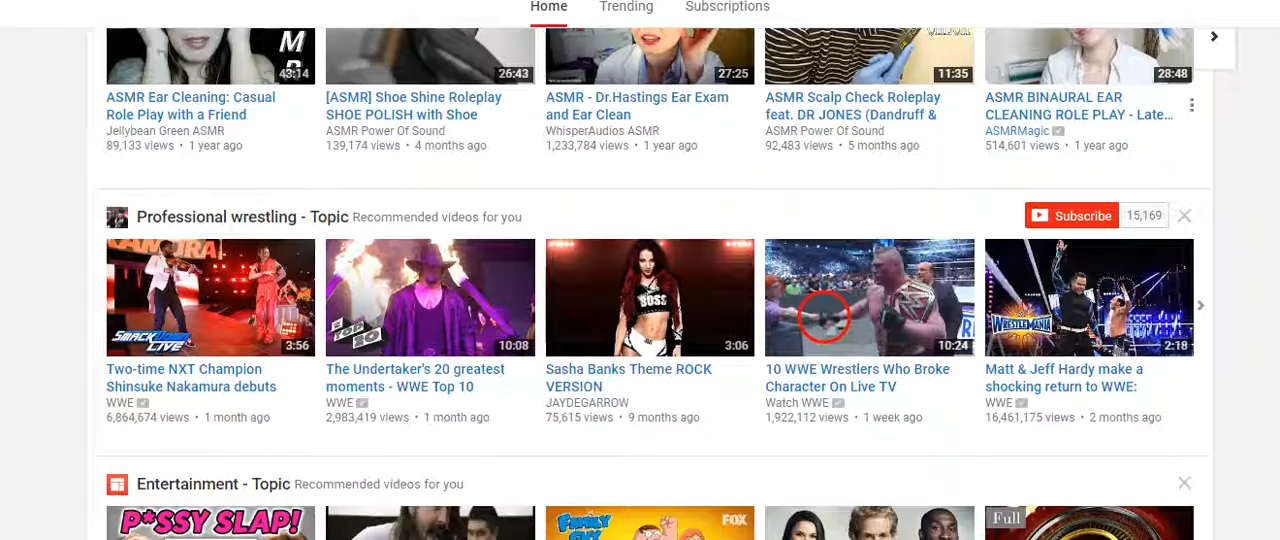 Home Trending Subscriptions
M
43:14
26:43
27:25
11:35
28:48
ASMR Ear Cleaning: Casual
Role Play with a Friend
Jellybean Green ASMR
89,133 views • 1 year ago
[ASMR] Shoe Shine Roleplay
SHOE POLISH with Shoe
ASMR Power Of Sound
139,174 views • 4 months ago
ASMR - Dr.Hastings Ear Exam
and Ear Clean
WhisperAudios ASMR
1,233,784 views • 1 year ago
ASMR Scalp Check Roleplay
feat. DR JONES (Dandruff &
ASMR Power Of Sound
92,483 views • 5 months ago
ASMR BINAURAL EAR
CLEANING ROLE PLAY - Late...
ASMRMagic
514,601 views • 1 year ago
Professional wrestling - Topic Recommended videos for you
Subscribe 15,169
SMACKDOWN
LIVE
3:56
TOP
10
10:08
BOSS
3:06
10:24
WRESTLEMANIA
2:18
Two-time NXT Champion
Shinsuke Nakamura debuts
WWE
6,864,674 views • 1 month ago
The Undertaker's 20 greatest
moments - WWE Top 10
WWE
2,983,419 views • 1 month ago
Sasha Banks Theme ROCK
VERSION
JAYDEGARROW
75,615 views • 9 months ago
10 WWE Wrestlers Who Broke
Character On Live TV
Watch WWE
1,922,112 views • 1 week ago
Matt & Jeff Hardy make a
shocking return to WWE:
WWE
16,461,175 views • 2 months ago
Entertainment - Topic Recommended videos for you
P*SSY SLAP!
FAMILY
GUY
FOX
Full